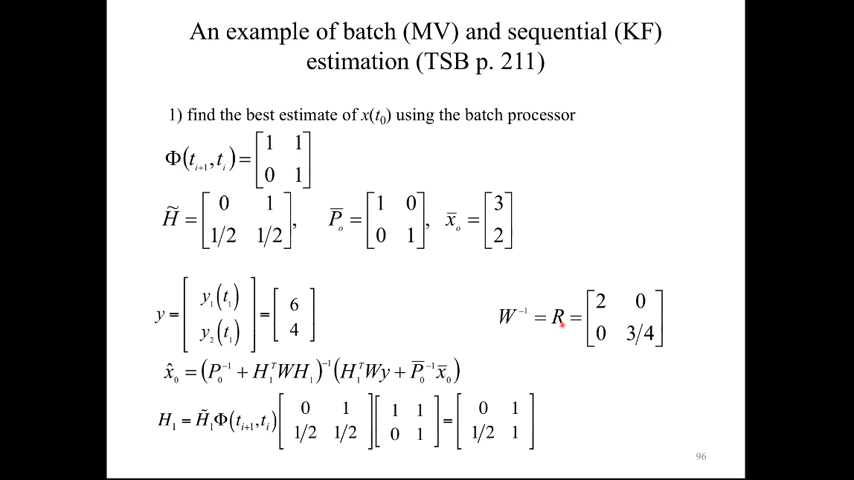 An example of batch (MV) and sequential (KF)
estimation (TSB p. 211)
1) find the best estimate of x(t₀) using the batch processor
Φ(tᵢ₊₁,tᵢ)=[1 1; 0 1]
H̃ = [0 1; 1/2 1/2], P̄ₒ = [1 0; 0 1], x̄ₒ = [3; 2]
y = [y₁(t₁); y₂(t₁)] = [6; 4] W⁻¹ = R = [2 0; 0 3/4]
x̂₀ = (P₀⁻¹ + H₁ᵀWH₁)⁻¹(H₁ᵀWy + P̄₀⁻¹x̄₀)
H₁ = H̃₁Φ(tᵢ₊₁,tᵢ)[0 1; 1/2 1/2][1 1; 0 1] = [0 1; 1/2 1]
96